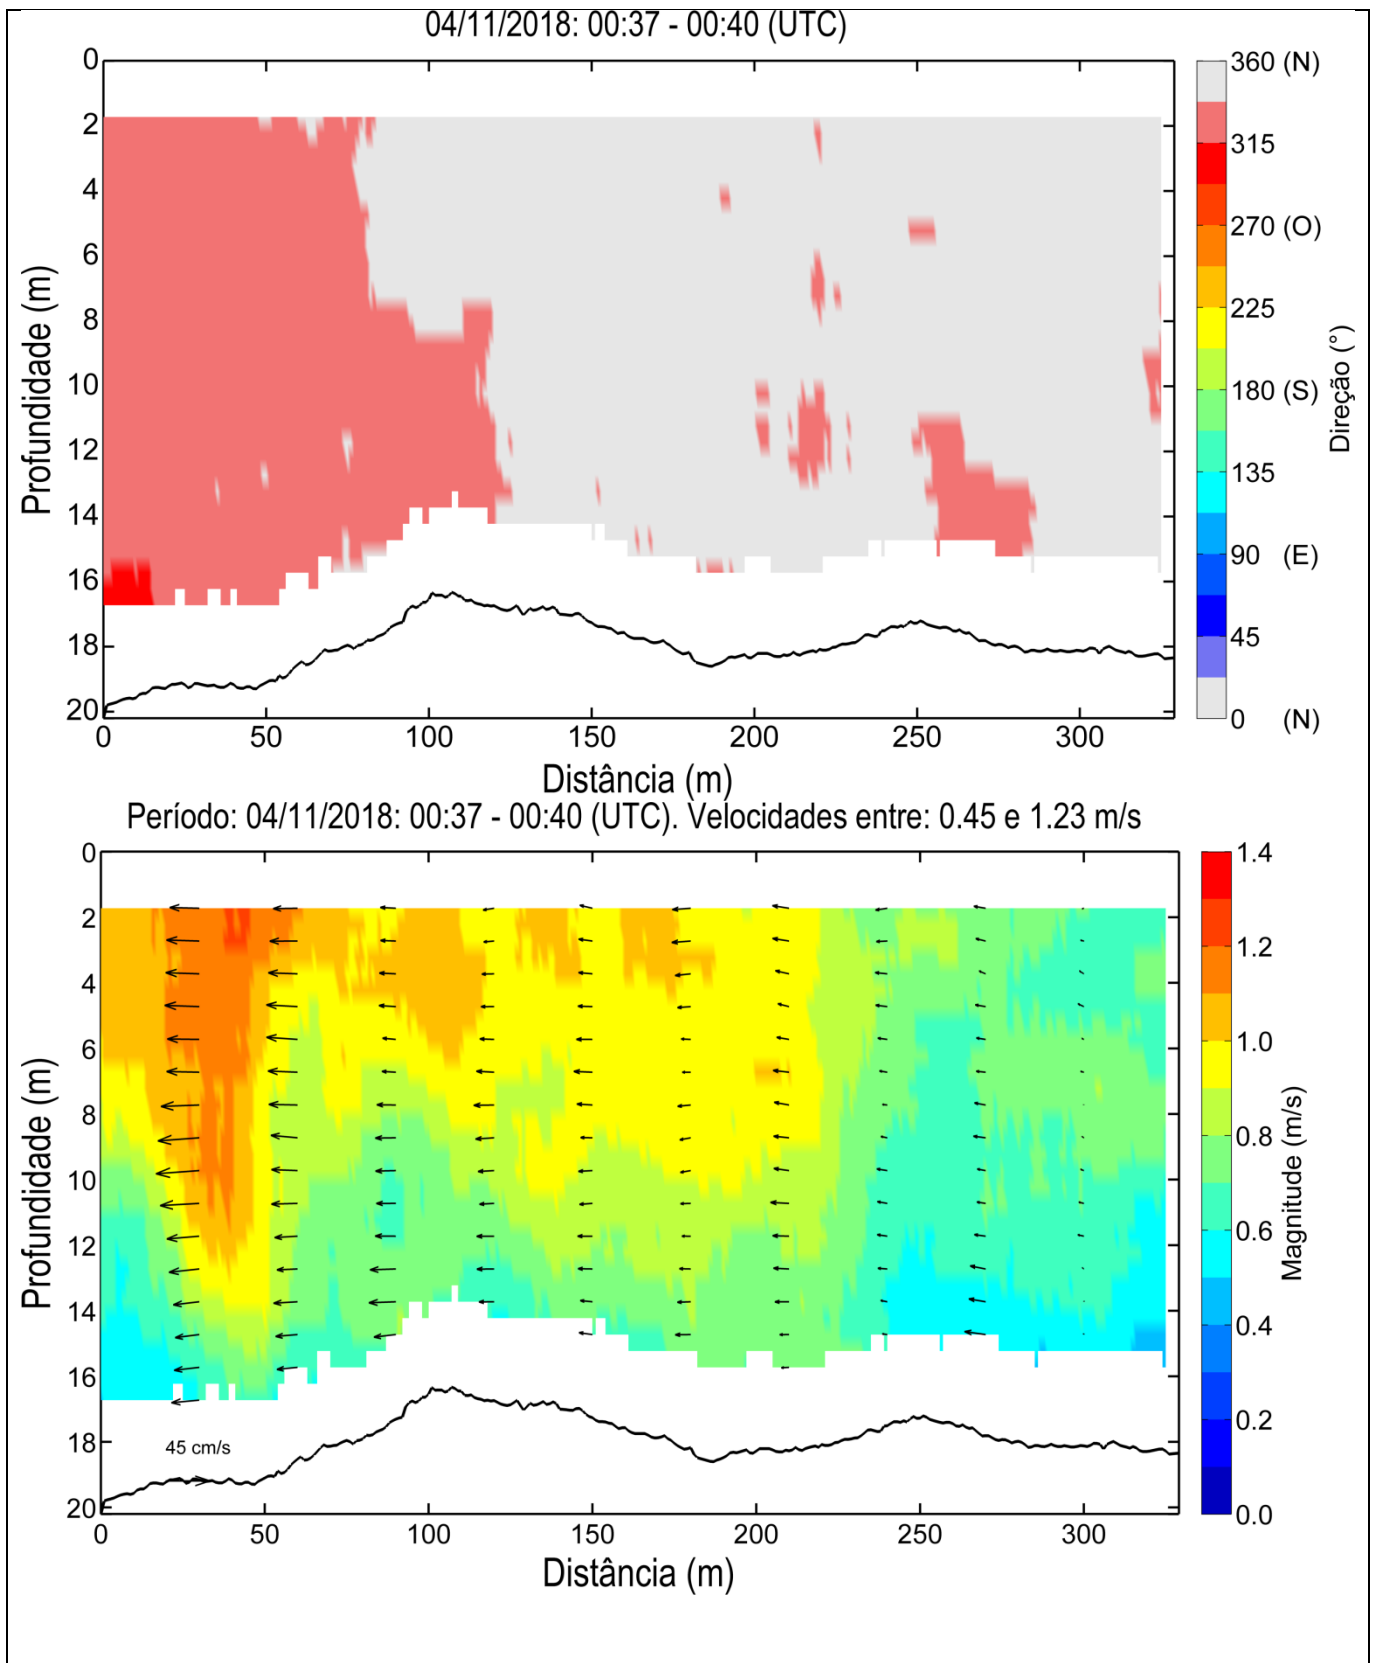 04/11/2018: 00:37 - 00:40 (UTC)
0
2
4
6
8
10
12
14
16
18
20
Profundidade (m)
0 50 100 150 200 250 300
Distância (m)
360 (N)
315
270 (O)
225
180 (S)
135
90 (E)
45
0 (N)
Direção (°)
Período: 04/11/2018: 00:37 - 00:40 (UTC). Velocidades entre: 0.45 e 1.23 m/s
0
2
4
6
8
10
12
14
16
18
20
Profundidade (m)
45 cm/s
0 50 100 150 200 250 300
Distância (m)
1.4
1.2
1.0
0.8
0.6
0.4
0.2
0.0
Magnitude (m/s)